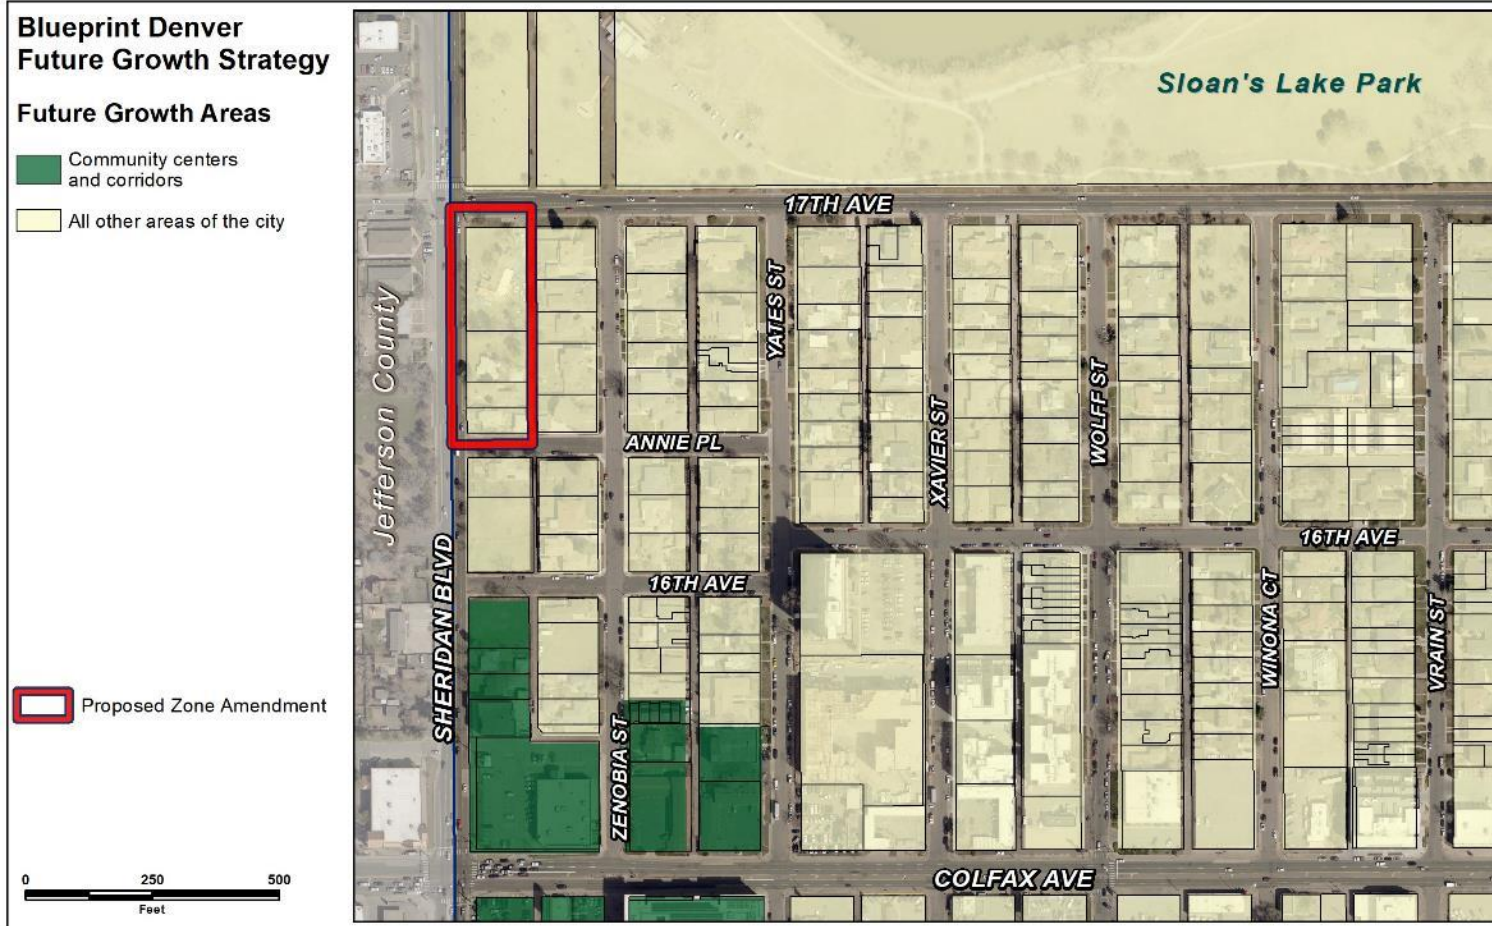 Blueprint Denver
Future Growth Strategy
Future Growth Areas
Community centers
and corridors
All other areas of the city
Proposed Zone Amendment
0 250 500
Feet
Sloan's Lake Park
17TH AVE
Jefferson County
YATES ST
ANNIE PL
XAVIER ST
WOLFF ST
16TH AVE
16TH AVE
SHERIDAN BLVD
ZENOBIA ST
WINONA CT
VRAIN ST
COLFAX AVE